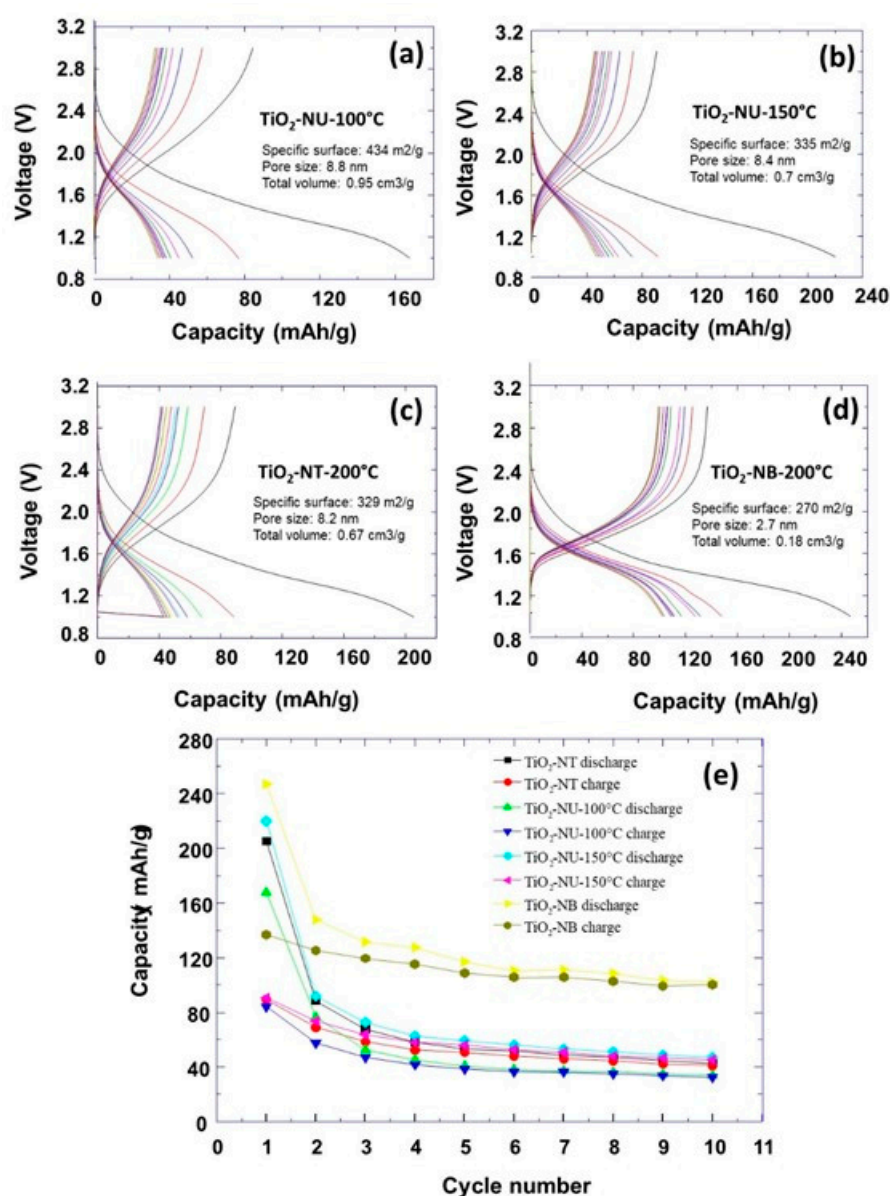 (a)
TiO2-NU-100°C
Specific surface: 434 m2/g
Pore size: 8.8 nm
Total volume: 0.95 cm3/g
Voltage (V)
3.2
2.8
2.4
2.0
1.6
1.2
0.8
0 40 80 120 160
Capacity (mAh/g)
(b)
TiO2-NU-150°C
Specific surface: 335 m2/g
Pore size: 8.4 nm
Total volume: 0.7 cm3/g
Voltage (V)
3.2
2.8
2.4
2.0
1.6
1.2
0.8
0 40 80 120 160 200 240
Capacity (mAh/g)
(c)
TiO2-NT-200°C
Specific surface: 329 m2/g
Pore size: 8.2 nm
Total volume: 0.67 cm3/g
Voltage (V)
3.2
2.8
2.4
2.0
1.6
1.2
0.8
0 40 80 120 160 200
Capacity (mAh/g)
(d)
TiO2-NB-200°C
Specific surface: 270 m2/g
Pore size: 2.7 nm
Total volume: 0.18 cm3/g
Voltage (V)
3.2
2.8
2.4
2.0
1.6
1.2
0.8
0 40 80 120 160 200 240
Capacity (mAh/g)
(e)
TiO2-NT discharge
TiO2-NT charge
TiO2-NU-100°C discharge
TiO2-NU-100°C charge
TiO2-NU-150°C discharge
TiO2-NU-150°C charge
TiO2-NB discharge
TiO2-NB charge
Capacity mAh/g)
280
240
200
160
120
80
40
0
0 1 2 3 4 5 6 7 8 9 10 11
Cycle number